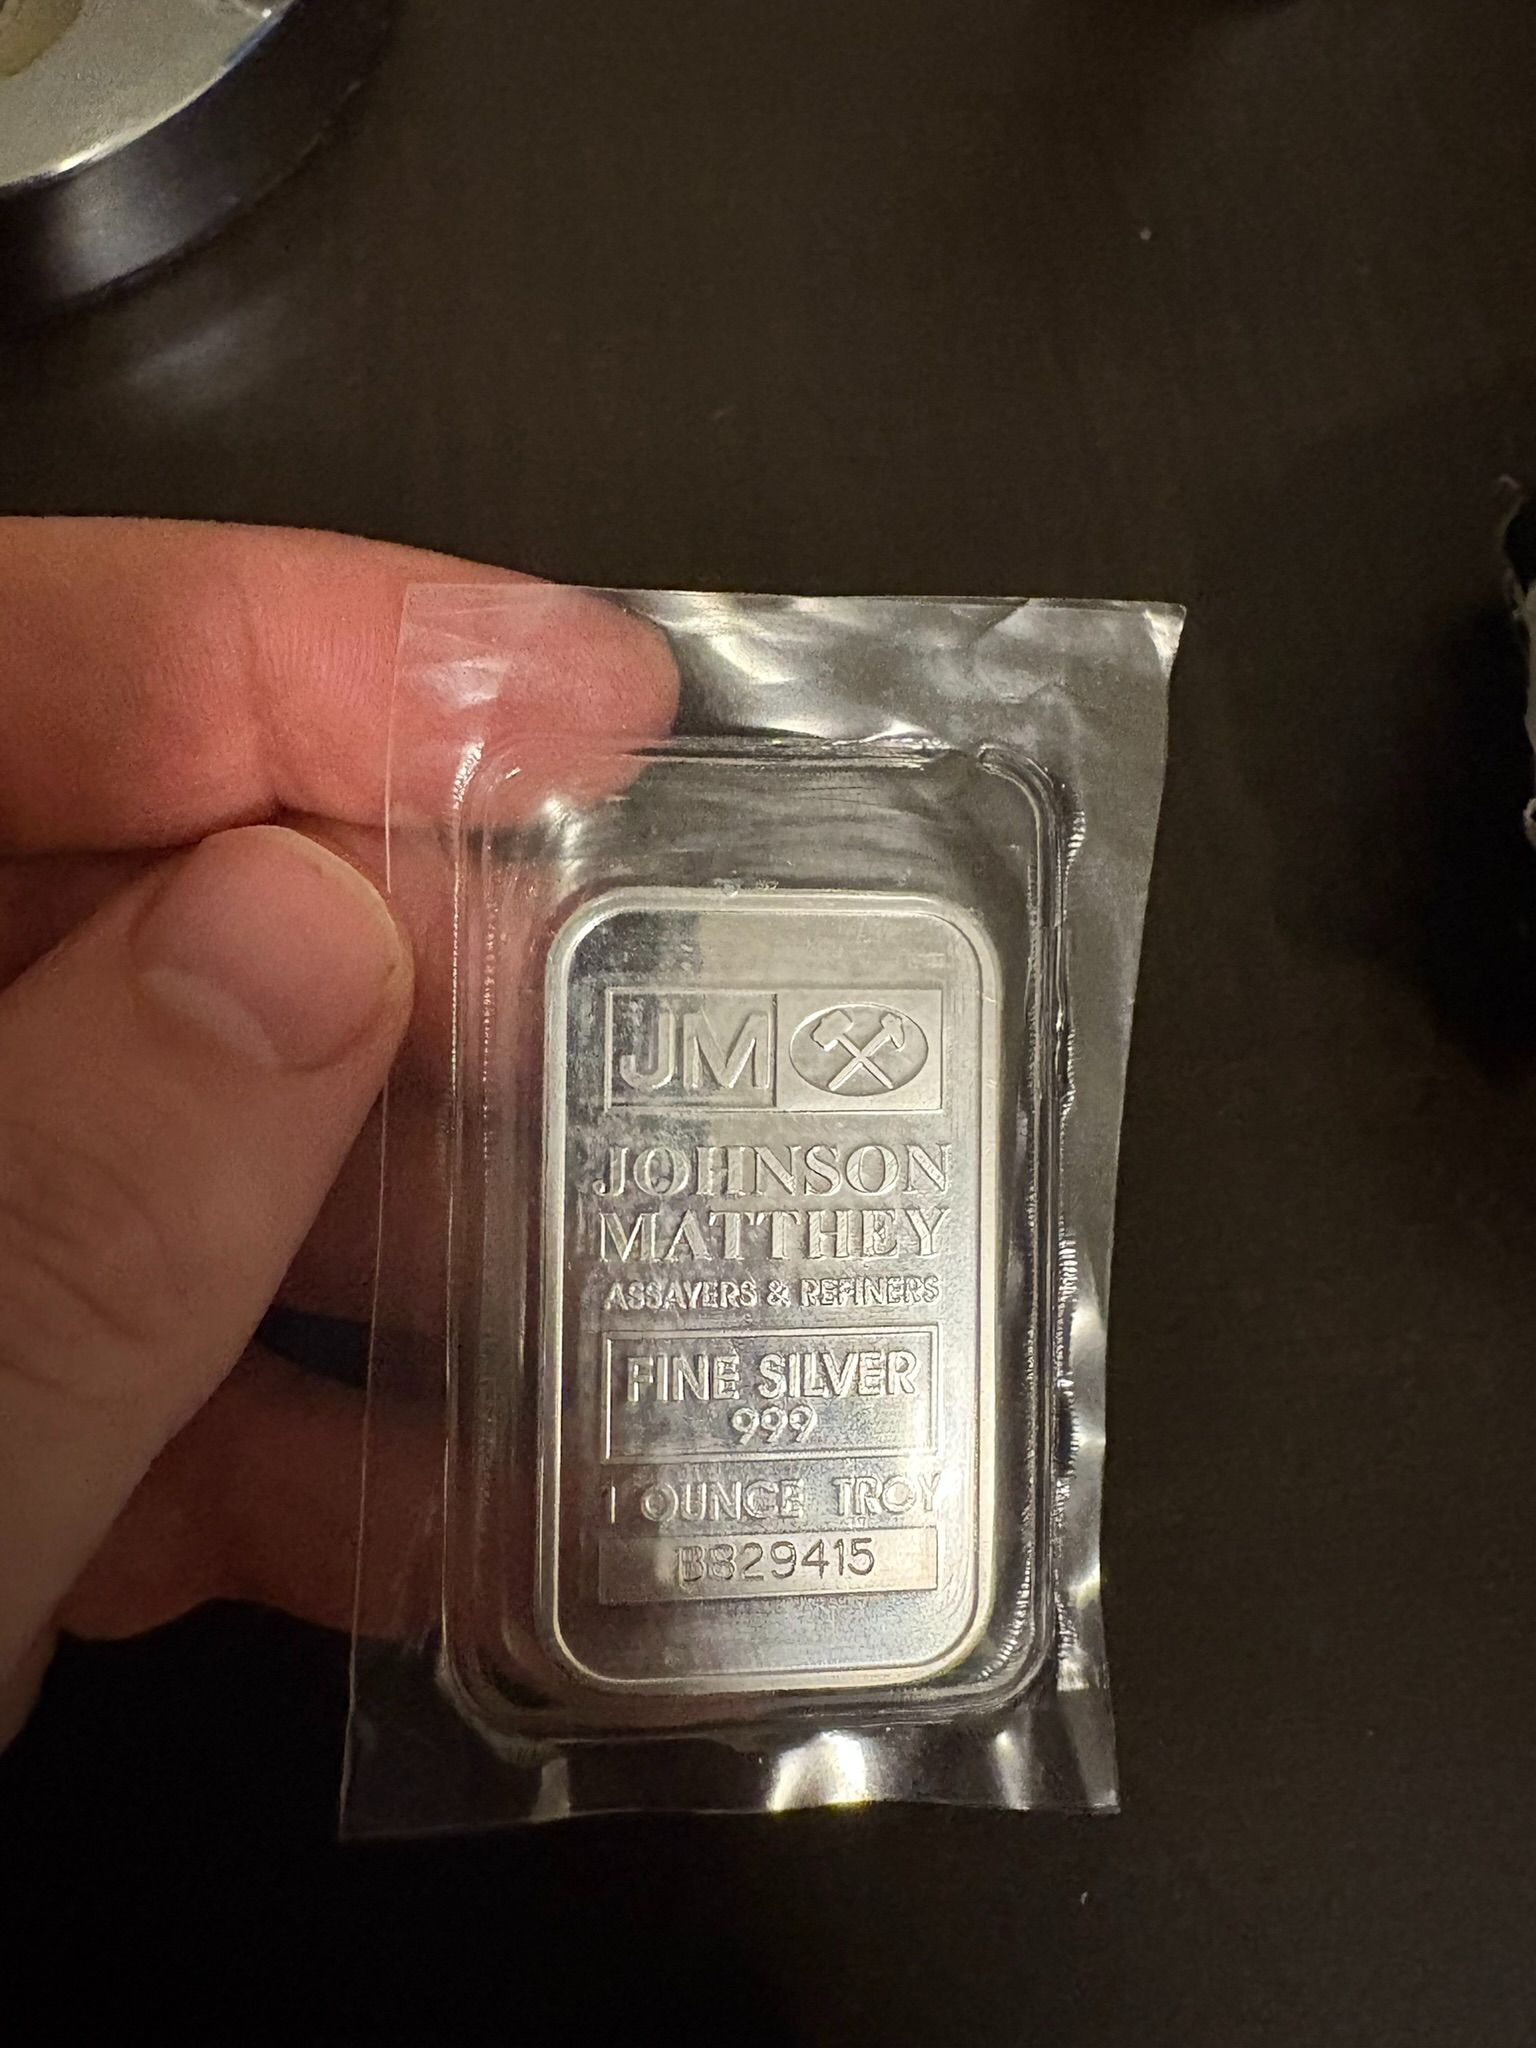 JM
JOHNSON
MATTHEY
ASSAYERS & REFINERS
FINE SILVER
999
1 OUNCE TROY
B829415